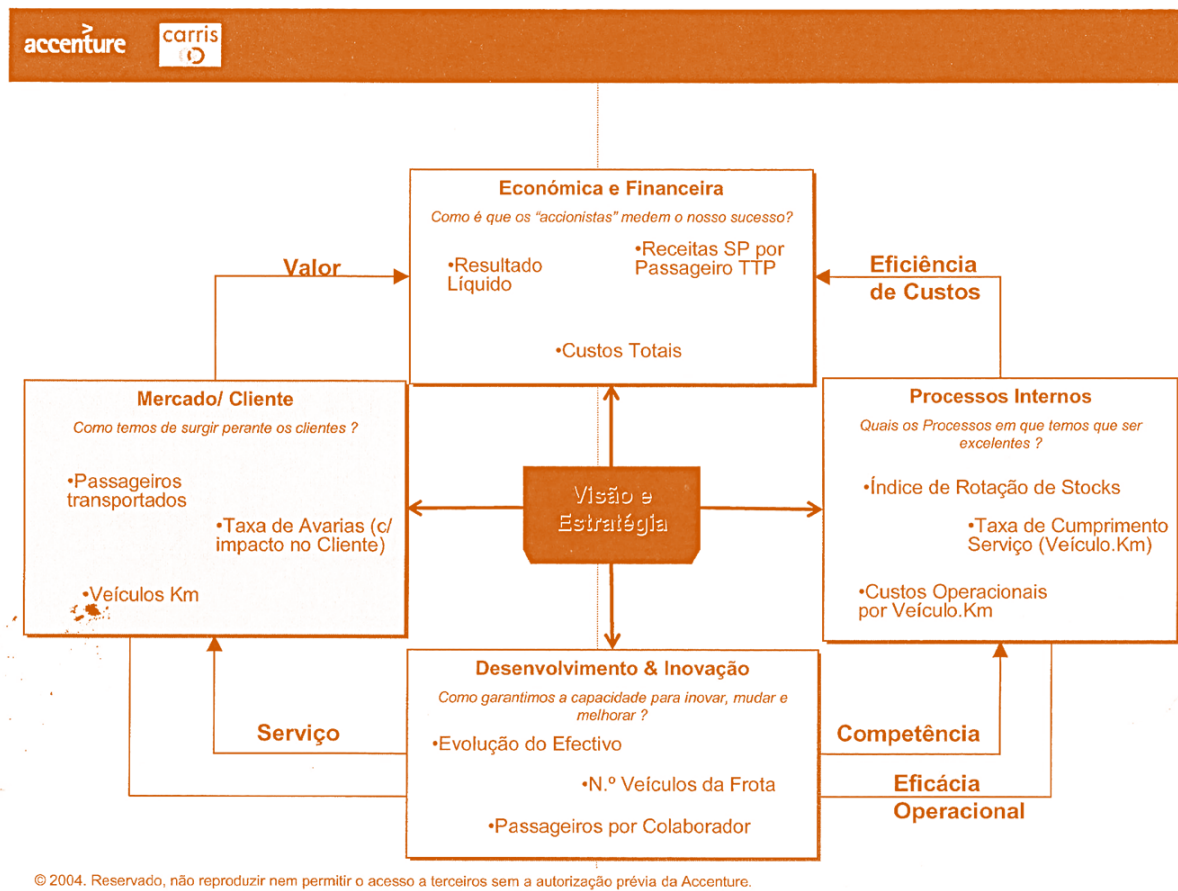 accenture
carris
Económica e Financeira
Como é que os “accionistas” medem o nosso sucesso?
•Resultado
Líquido
•Receitas SP por
Passageiro TTP
•Custos Totais
Valor
Eficiência
de Custos
Mercado/ Cliente
Como temos de surgir perante os clientes ?
•Passageiros
transportados
•Taxa de Avarias (c/
impacto no Cliente)
•Veículos Km
Visão e
Estratégia
Processos Internos
Quais os Processos em que temos que ser
excelentes ?
•Índice de Rotação de Stocks
•Taxa de Cumprimento
Serviço (Veículo.Km)
•Custos Operacionais
por Veículo.Km
Serviço
Desenvolvimento & Inovação
Como garantimos a capacidade para inovar, mudar e
melhorar ?
•Evolução do Efectivo
•N.º Veículos da Frota
•Passageiros por Colaborador
Competência
Eficácia
Operacional
© 2004. Reservado, não reproduzir nem permitir o acesso a terceiros sem a autorização prévia da Accenture.